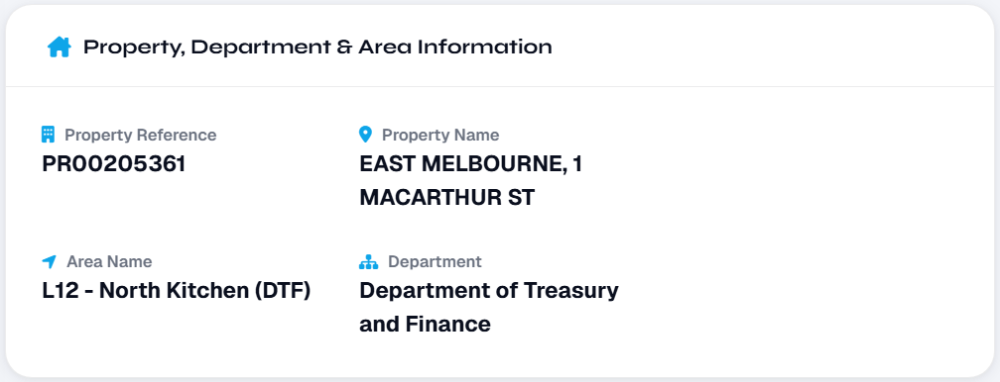 Property, Department & Area Information
Property Reference
PR00205361
Property Name
EAST MELBOURNE, 1
MACARTHUR ST
Area Name
L12 - North Kitchen (DTF)
Department
Department of Treasury
and Finance